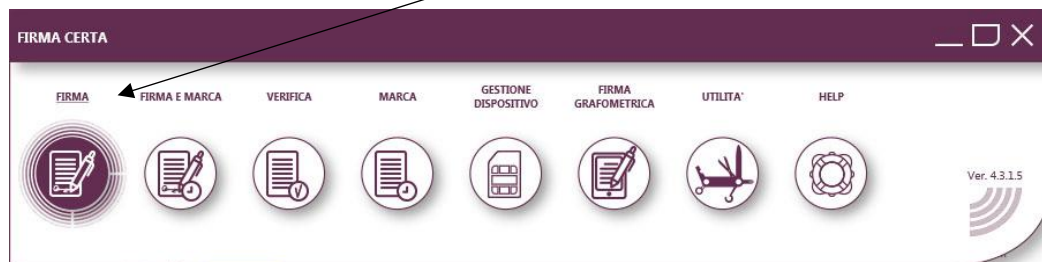 FIRMA CERTA
FIRMA
FIRMA E MARCA
VERIFICA
MARCA
GESTIONE
DISPOSITIVO
FIRMA
GRAFOMETRICA
UTILITA'
HELP
Ver. 4.3.1.5